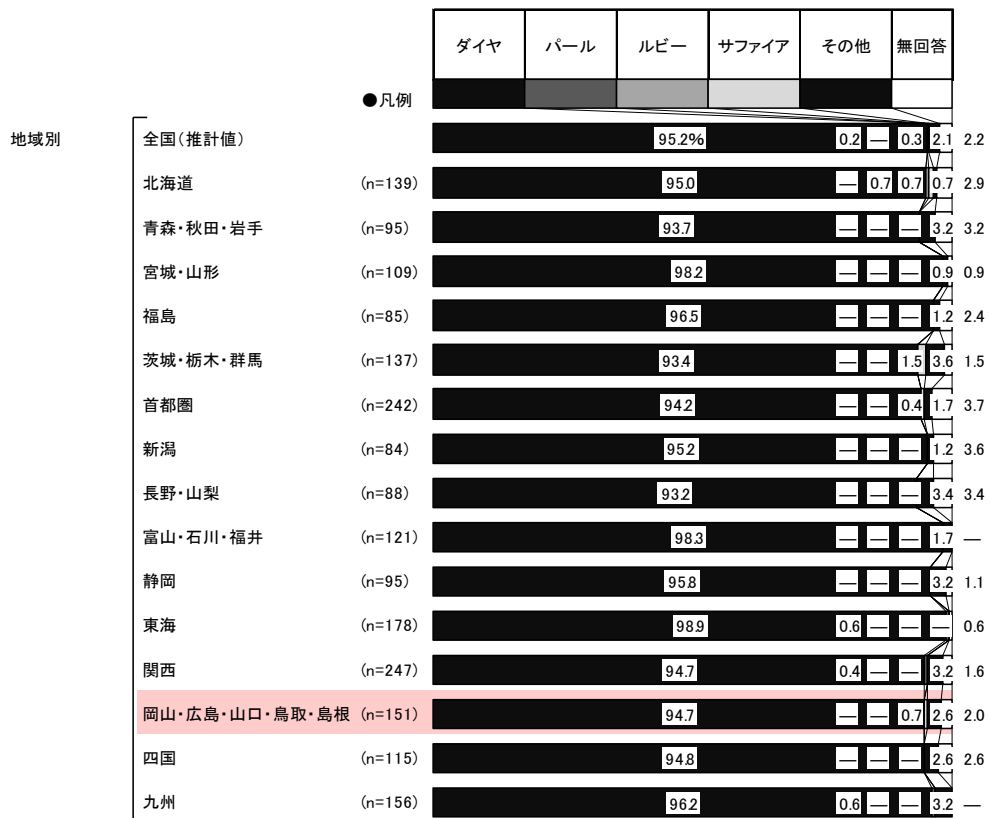 ダイヤ パール ルビー サファイア その他 無回答
●凡例
地域別 全国(推計値) 95.2% 0.2 — 0.3 2.1 2.2
北海道 (n=139) 95.0 — 0.7 0.7 0.7 2.9
青森・秋田・岩手 (n=95) 93.7 — — — 3.2 3.2
宮城・山形 (n=109) 98.2 — — — 0.9 0.9
福島 (n=85) 96.5 — — — 1.2 2.4
茨城・栃木・群馬 (n=137) 93.4 — — 1.5 3.6 1.5
首都圏 (n=242) 94.2 — — 0.4 1.7 3.7
新潟 (n=84) 95.2 — — — 1.2 3.6
長野・山梨 (n=88) 93.2 — — — 3.4 3.4
富山・石川・福井 (n=121) 98.3 — — — 1.7 —
静岡 (n=95) 95.8 — — — 3.2 1.1
東海 (n=178) 98.9 0.6 — — — 0.6
関西 (n=247) 94.7 0.4 — — 3.2 1.6
岡山・広島・山口・鳥取・島根 (n=151) 94.7 — — 0.7 2.6 2.0
四国 (n=115) 94.8 — — — 2.6 2.6
九州 (n=156) 96.2 0.6 — — 3.2 —